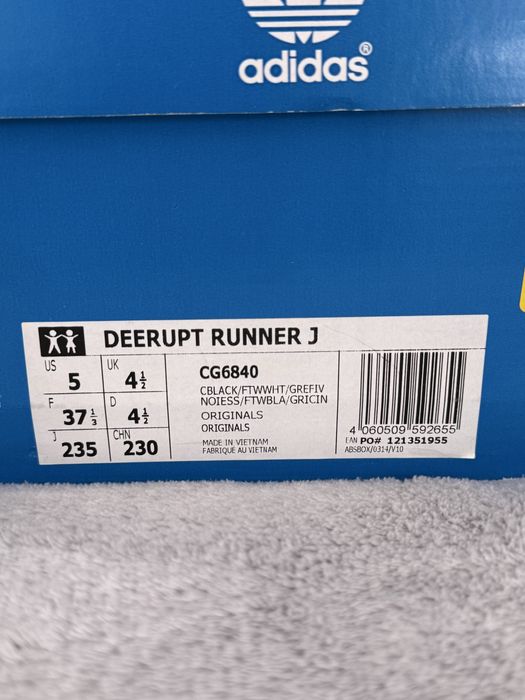 adidas®
DEERUPT RUNNER J
US 5 UK 4½
F 37⅓ D 4½
J 235 CHN 230
CG6840
CBLACK/FTWWHT/GREFIV
NOIESS/FTWBLA/GRICIN
ORIGINALS
ORIGINALS
MADE IN VIETNAM
FABRIQUÉ AU VIETNAM
4 060509 592655
EAN PO# 121351955
ABSBOX/0314/V10